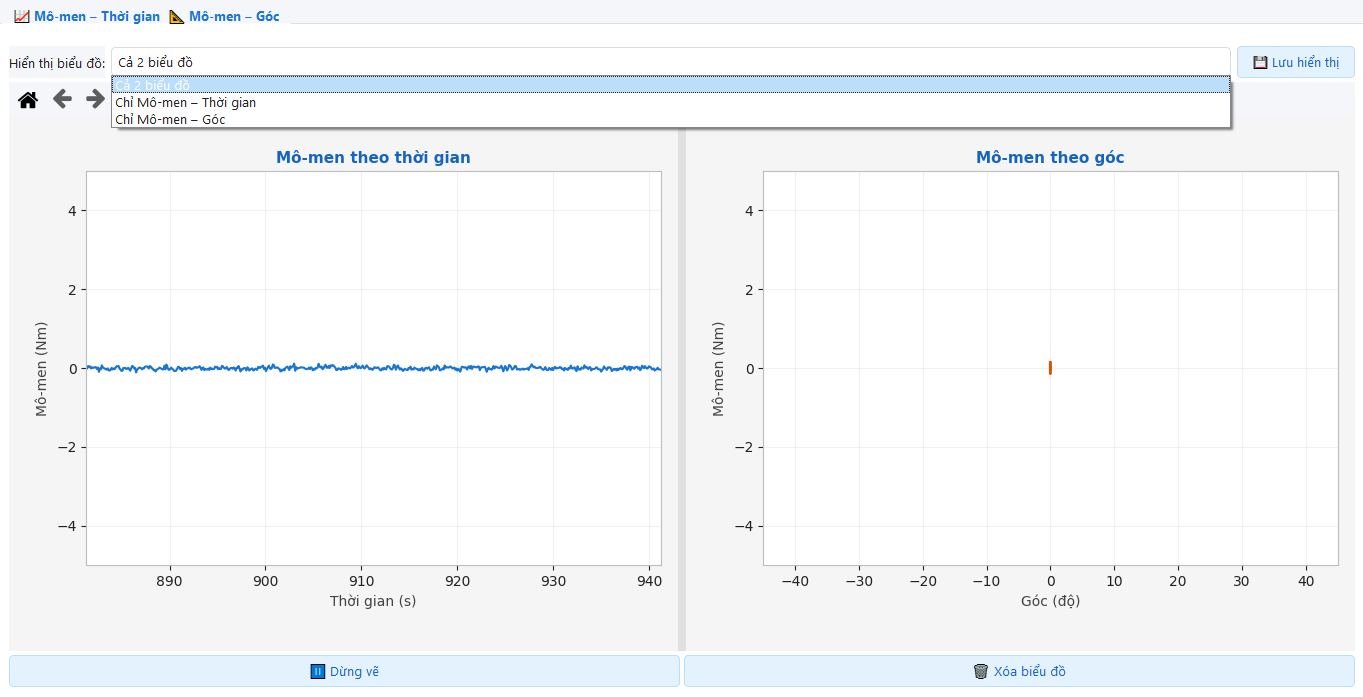 📈 Mô-men – Thời gian 📐 Mô-men – Góc
Hiển thị biểu đồ: Cả 2 biểu đồ 💾 Lưu hiển thị
Cả 2 biểu đồ
Chỉ Mô-men – Thời gian
Chỉ Mô-men – Góc
Mô-men theo thời gian
4
2
0
−2
−4
Mô-men (Nm)
890 900 910 920 930 940
Thời gian (s)
Mô-men theo góc
4
2
0
−2
−4
Mô-men (Nm)
−40 −30 −20 −10 0 10 20 30 40
Góc (độ)
⏸ Dừng vẽ
🗑 Xóa biểu đồ